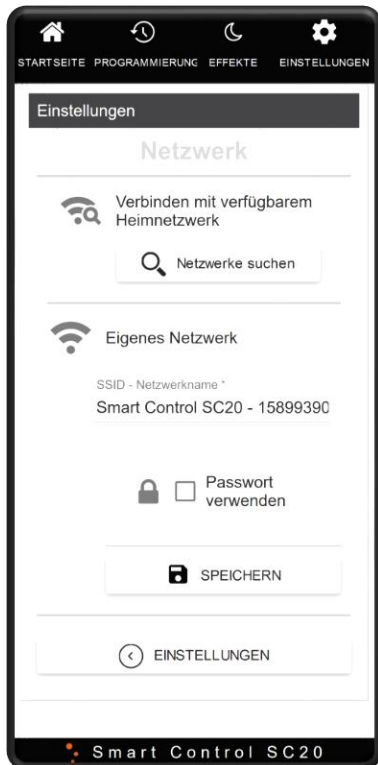 STARTSEITE PROGRAMMIERUNG EFFEKTE EINSTELLUNGEN
Einstellungen
Netzwerk
Verbinden mit verfügbarem
Heimnetzwerk
Netzwerke suchen
Eigenes Netzwerk
SSID - Netzwerkname *
Smart Control SC20 - 15899390
Passwort
verwenden
SPEICHERN
EINSTELLUNGEN
Smart Control SC20